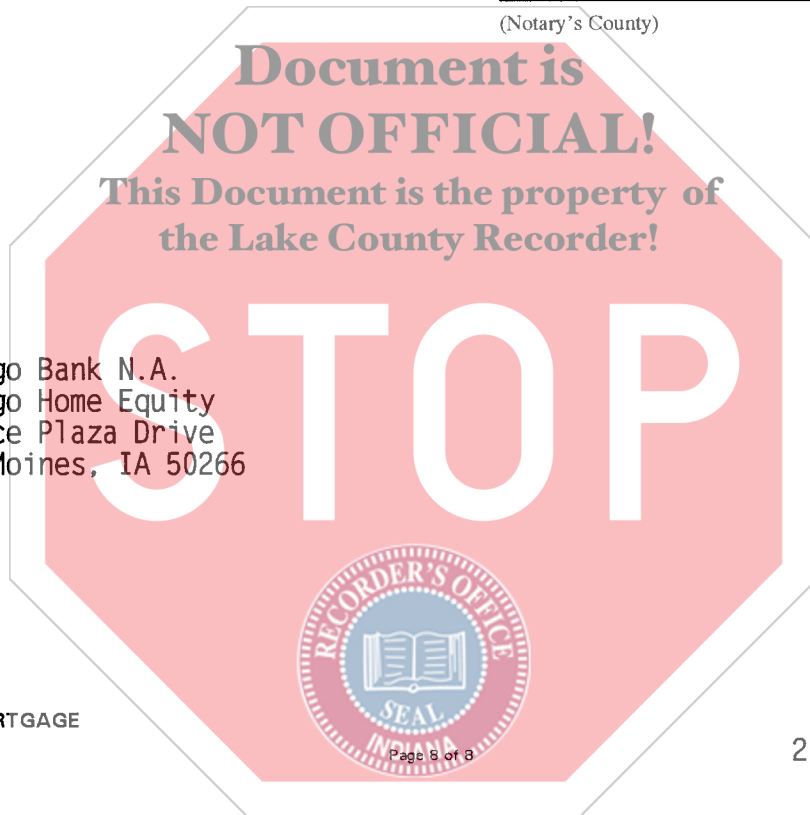 (Notary's County)
Document is
NOT OFFICIAL!
This Document is the property of
the Lake County Recorder!
STOP
go Bank N.A.
go Home Equity
ce Plaza Drive
Moines, IA 50266
RECORDER'S OFFICE
SEAL
INDIANA
RTGAGE
Page 8 of 8
2